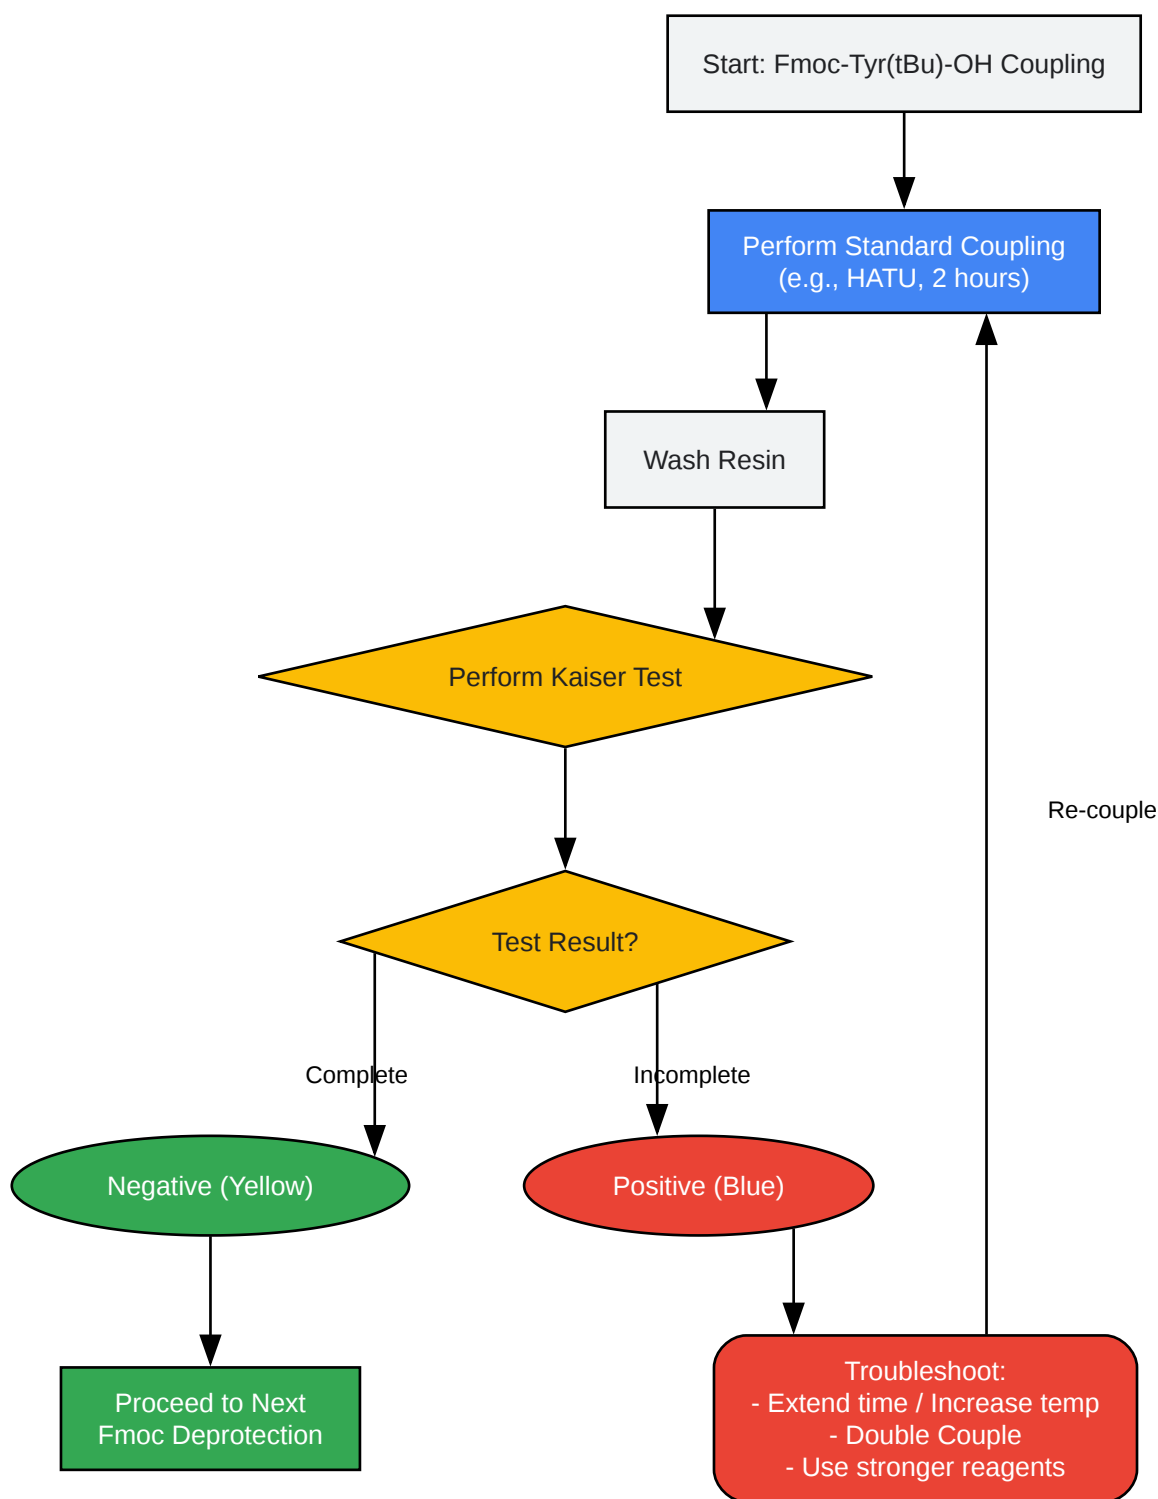 Start: Fmoc-Tyr(tBu)-OH Coupling
Perform Standard Coupling
(e.g., HATU, 2 hours)
Wash Resin
Perform Kaiser Test
Re-couple
Test Result?
Complete
Incomplete
Negative (Yellow)
Positive (Blue)
Proceed to Next
Fmoc Deprotection
Troubleshoot:
- Extend time / Increase temp
- Double Couple
- Use stronger reagents